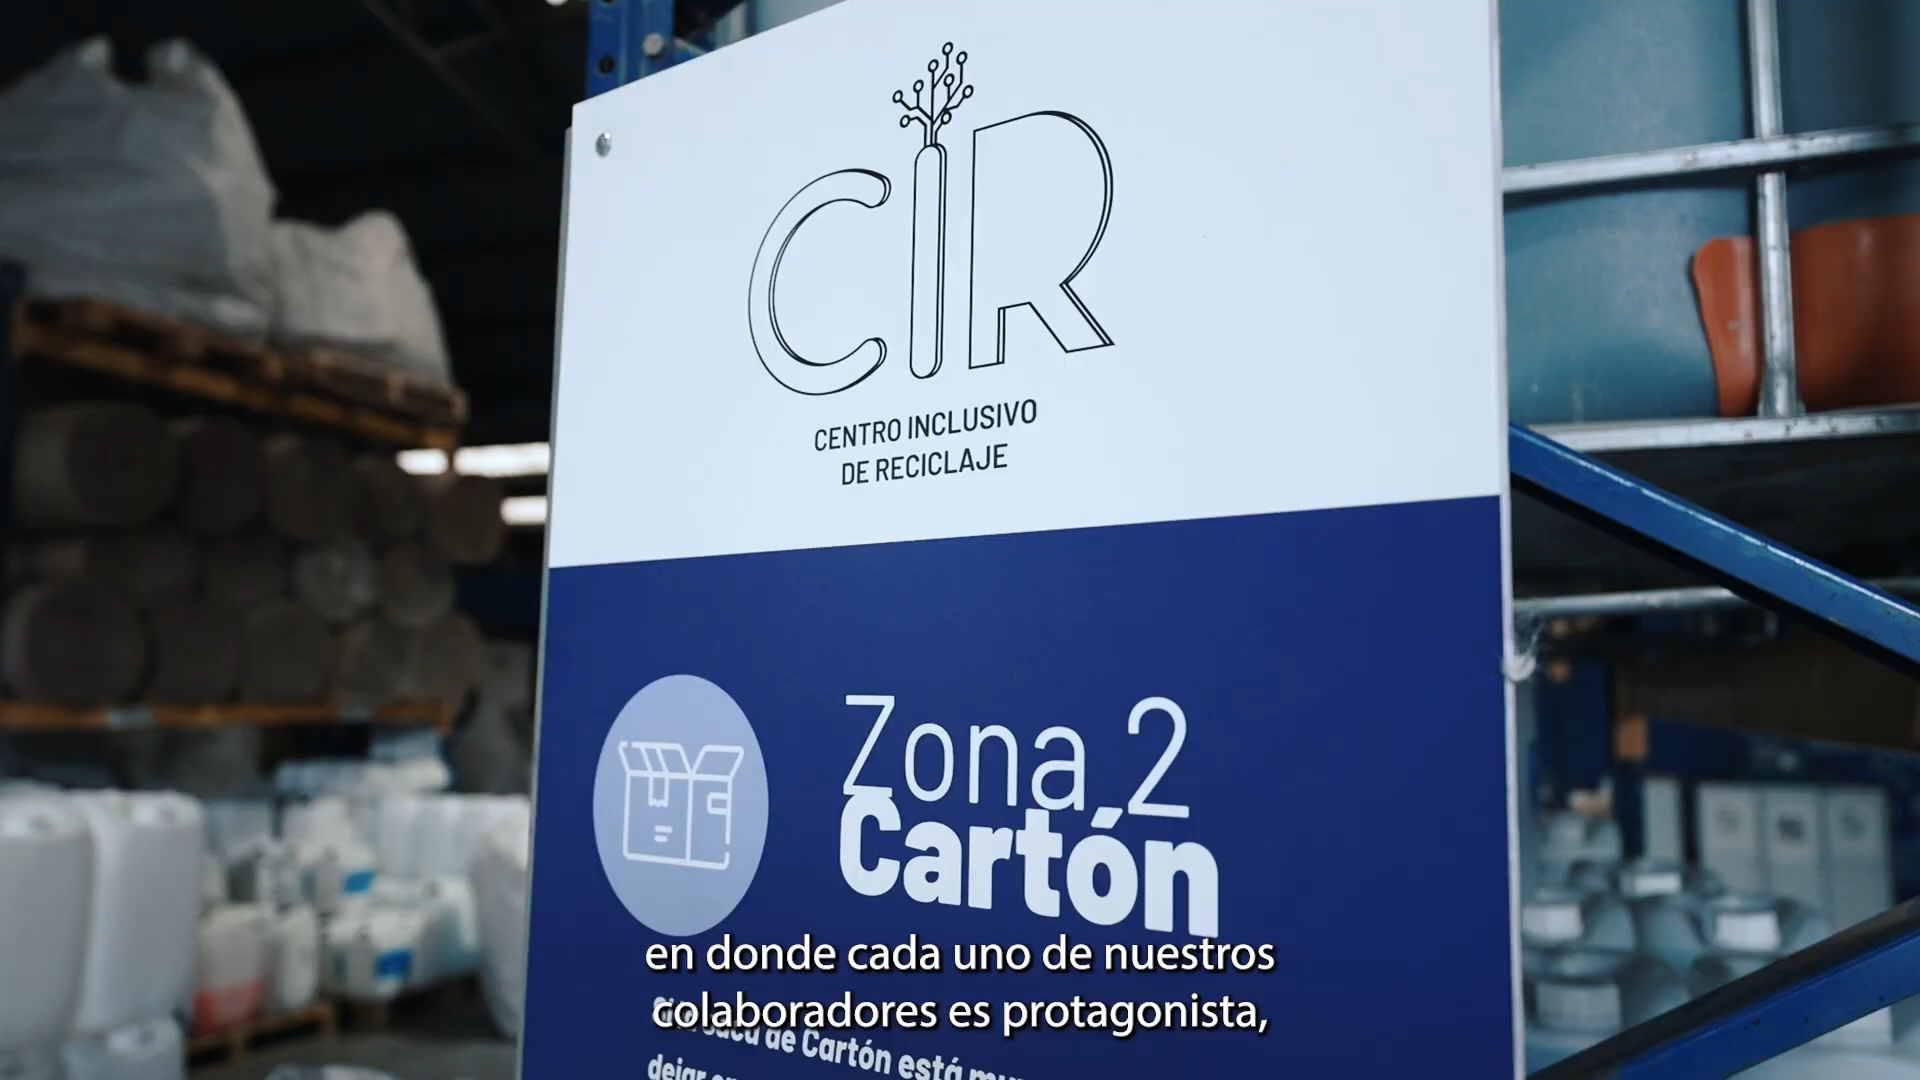 CIR
CENTRO INCLUSIVO
DE RECICLAJE
Zona 2
Cartón
en donde cada uno de nuestros
colaboradores es protagonista,
de Cartón está
dejar